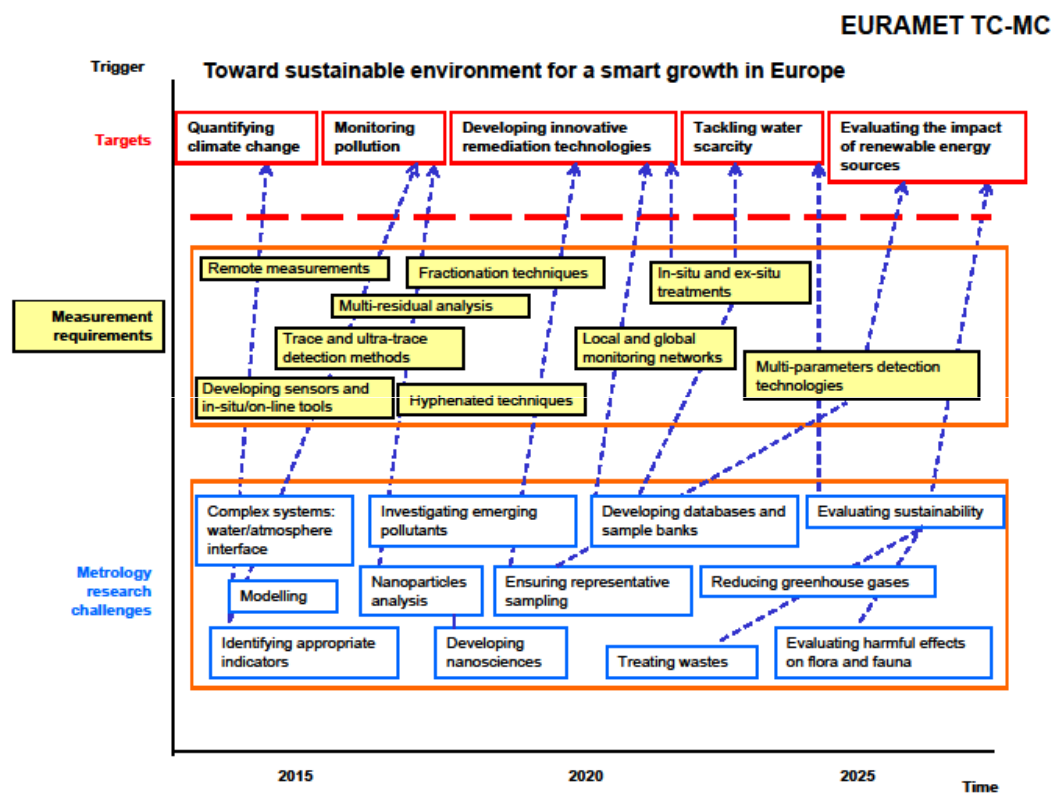 EURAMET TC-MC
Trigger
Toward sustainable environment for a smart growth in Europe
Targets
Quantifying
climate change
Monitoring
pollution
Developing innovative
remediation technologies
Tackling water
scarcity
Evaluating the impact
of renewable energy
sources
Measurement
requirements
Remote measurements
Fractionation techniques
In-situ and ex-situ
treatments
Multi-residual analysis
Trace and ultra-trace
detection methods
Local and global
monitoring networks
Multi-parameters detection
technologies
Developing sensors and
in-situ/on-line tools
Hyphenated techniques
Metrology
research
challenges
Complex systems:
water/atmosphere
interface
Investigating emerging
pollutants
Developing databases and
sample banks
Evaluating sustainability
Modelling
Nanoparticles
analysis
Ensuring representative
sampling
Reducing greenhouse gases
Identifying appropriate
indicators
Developing
nanosciences
Treating wastes
Evaluating harmful effects
on flora and fauna
2015
2020
2025
Time